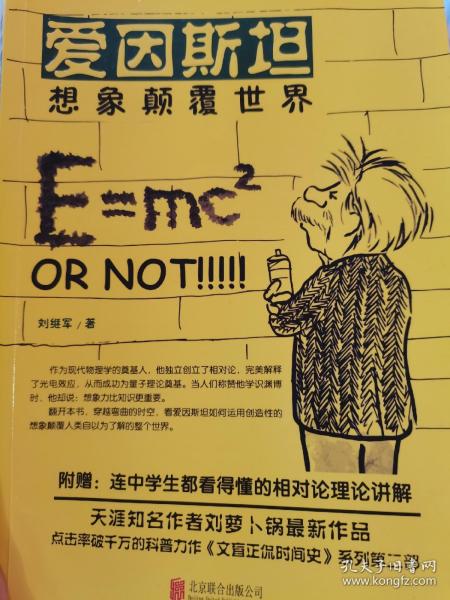 爱因斯坦
想象颠覆世界
E=mc²
OR NOT!!!!!
刘继军/著
作为现代物理学的奠基人，他独立创立了相对论，完美解释
了光电效应，从而成功为量子理论奠基。当人们称赞他学识渊博
时，他却说：想象力比知识更重要。
翻开本书，穿越弯曲的时空，看爱因斯坦如何运用创造性的
想象颠覆人类自以为了解的整个世界。
附赠：连中学生都看得懂的相对论理论讲解
天涯知名作者刘萝卜锅最新作品
点击率破千万的科普力作《文盲正侃时间史》系列第二部
北京联合出版公司
孔夫子旧书网